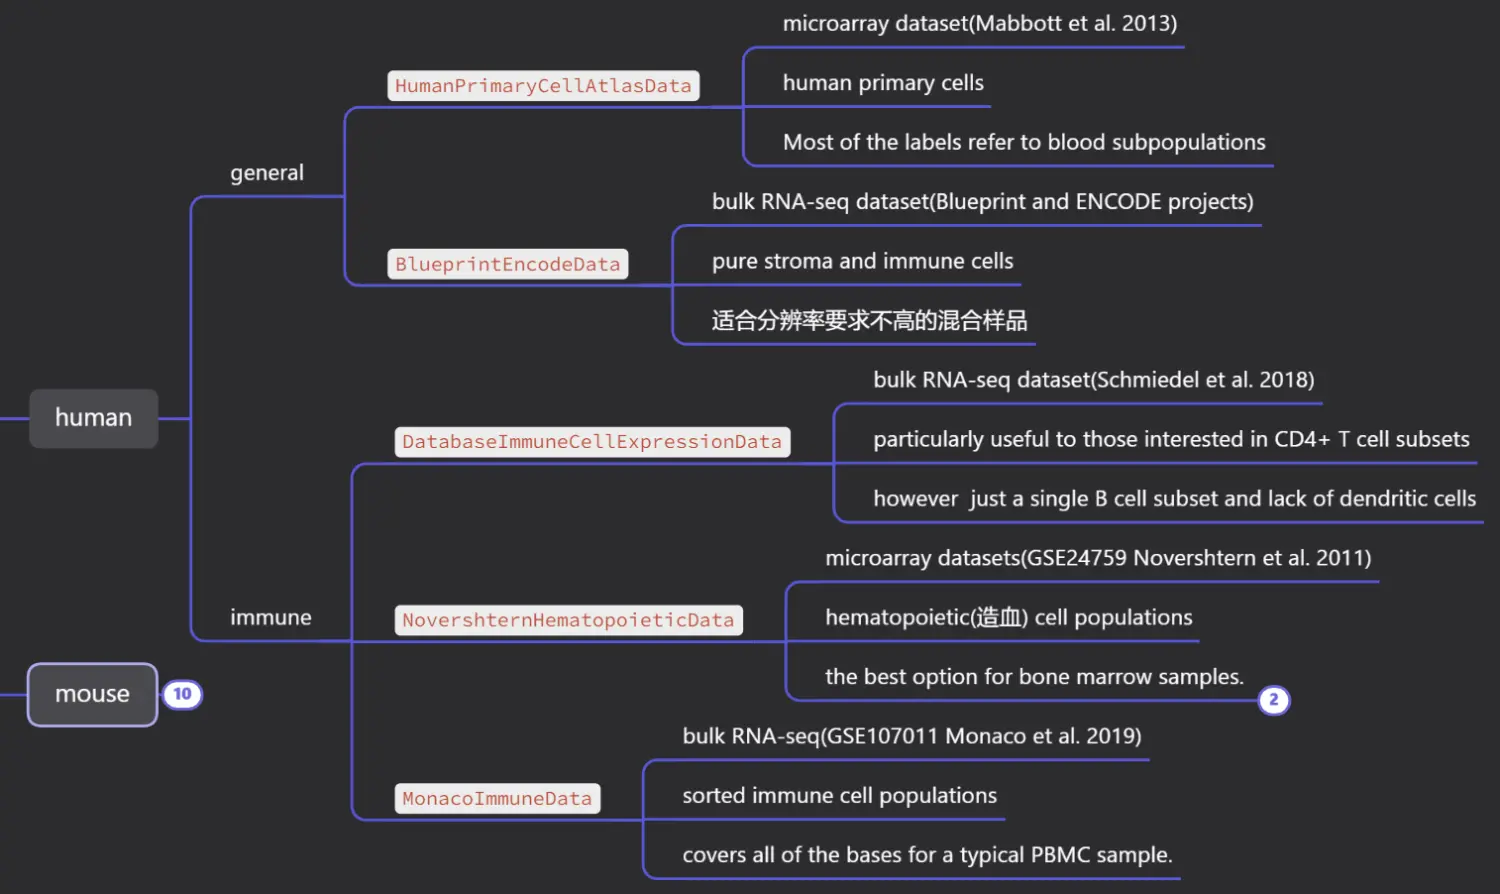 human
general
HumanPrimaryCellAtlasData
microarray dataset(Mabbott et al. 2013)
human primary cells
Most of the labels refer to blood subpopulations
BlueprintEncodeData
bulk RNA-seq dataset(Blueprint and ENCODE projects)
pure stroma and immune cells
适合分辨率要求不高的混合样品
immune
DatabaseImmuneCellExpressionData
bulk RNA-seq dataset(Schmiedel et al. 2018)
particularly useful to those interested in CD4+ T cell subsets
however  just a single B cell subset and lack of dendritic cells
NovershternHematopoieticData
microarray datasets(GSE24759 Novershtern et al. 2011)
hematopoietic(造血) cell populations
the best option for bone marrow samples.
2
MonacoImmuneData
bulk RNA-seq(GSE107011 Monaco et al. 2019)
sorted immune cell populations
covers all of the bases for a typical PBMC sample.
mouse
10